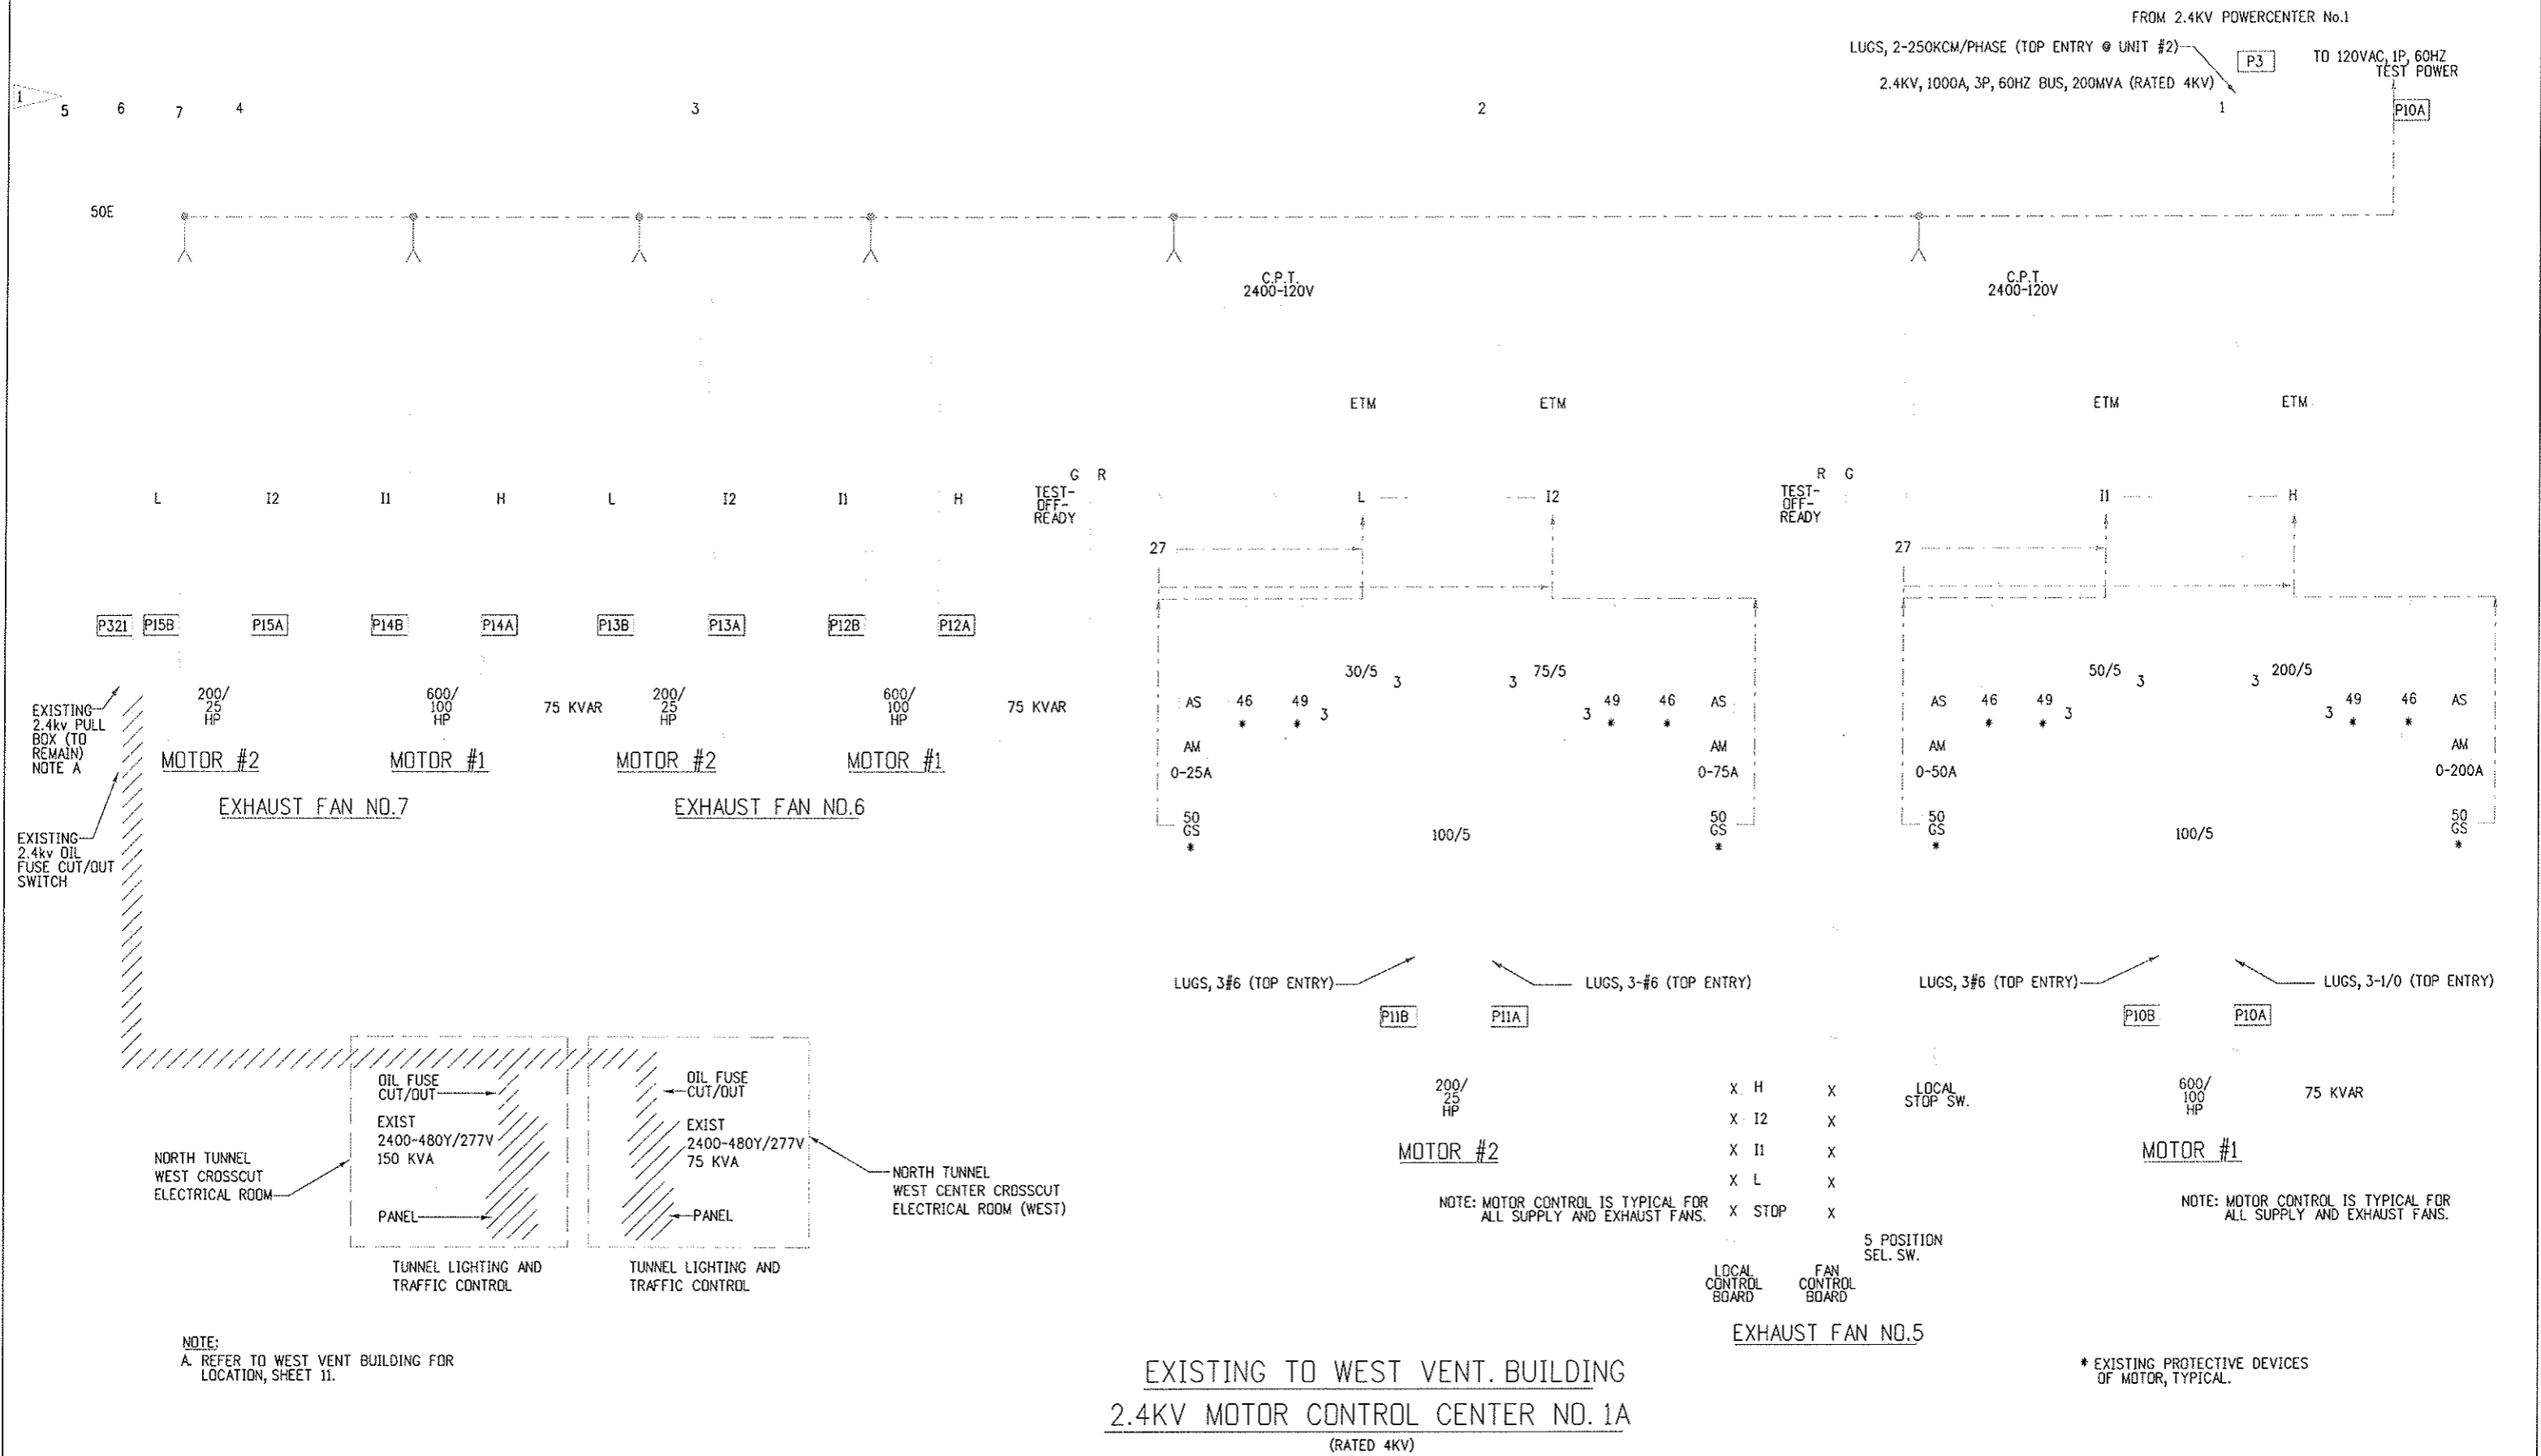 FROM 2.4KV POWERCENTER No.1
LUGS, 2-250KCM/PHASE (TOP ENTRY @ UNIT #2)
P3
TO 120VAC, 1P, 60HZ
TEST POWER
2.4KV, 1000A, 3P, 60HZ BUS, 200MVA (RATED 4KV)
1
5 6 7 4 3 2 1
P10A
50E
C.P.T.
2400-120V
C.P.T.
2400-120V
ETM ETM ETM ETM
L I2 I1 H L I2 I1 H
G R
TEST-
OFF-
READY
L I2
R G
TEST-
OFF-
READY
I1 H
27
27
P321 P15B P15A P14B P14A P13B P13A P12B P12A
EXISTING
2.4kv PULL
BOX (TO
REMAIN)
NOTE A
200/
25
HP
MOTOR #2
600/
100
HP
MOTOR #1
75 KVAR
200/
25
HP
MOTOR #2
600/
100
HP
MOTOR #1
75 KVAR
EXHAUST FAN NO.7
EXHAUST FAN NO.6
EXISTING
2.4kv OIL
FUSE CUT/OUT
SWITCH
30/5 3 3 75/5
AS 46 49 3 3 49 46 AS
* * * *
AM AM
0-25A 0-75A
50
GS
*
100/5
50
GS
*
50/5 3 3 200/5
AS 46 49 3 3 49 46 AS
* * * *
AM AM
0-50A 0-200A
50
GS
*
100/5
50
GS
*
LUGS, 3#6 (TOP ENTRY)
LUGS, 3-#6 (TOP ENTRY)
LUGS, 3#6 (TOP ENTRY)
LUGS, 3-1/0 (TOP ENTRY)
P11B P11A
P10B P10A
OIL FUSE
CUT/OUT
EXIST
2400-480Y/277V
150 KVA
PANEL
OIL FUSE
CUT/OUT
EXIST
2400-480Y/277V
75 KVA
PANEL
NORTH TUNNEL
WEST CROSSCUT
ELECTRICAL ROOM
NORTH TUNNEL
WEST CENTER CROSSCUT
ELECTRICAL ROOM (WEST)
TUNNEL LIGHTING AND
TRAFFIC CONTROL
TUNNEL LIGHTING AND
TRAFFIC CONTROL
200/
25
HP
MOTOR #2
NOTE: MOTOR CONTROL IS TYPICAL FOR
ALL SUPPLY AND EXHAUST FANS.
X H X
X I2 X
X I1 X
X L X
X STOP X
LOCAL
STOP SW.
5 POSITION
SEL. SW.
LOCAL
CONTROL
BOARD
FAN
CONTROL
BOARD
600/
100
HP
75 KVAR
MOTOR #1
NOTE: MOTOR CONTROL IS TYPICAL FOR
ALL SUPPLY AND EXHAUST FANS.
EXHAUST FAN NO.5
NOTE:
A. REFER TO WEST VENT BUILDING FOR
LOCATION, SHEET 11.
* EXISTING PROTECTIVE DEVICES
OF MOTOR, TYPICAL.
EXISTING TO WEST VENT. BUILDING
2.4KV MOTOR CONTROL CENTER NO. 1A
(RATED 4KV)